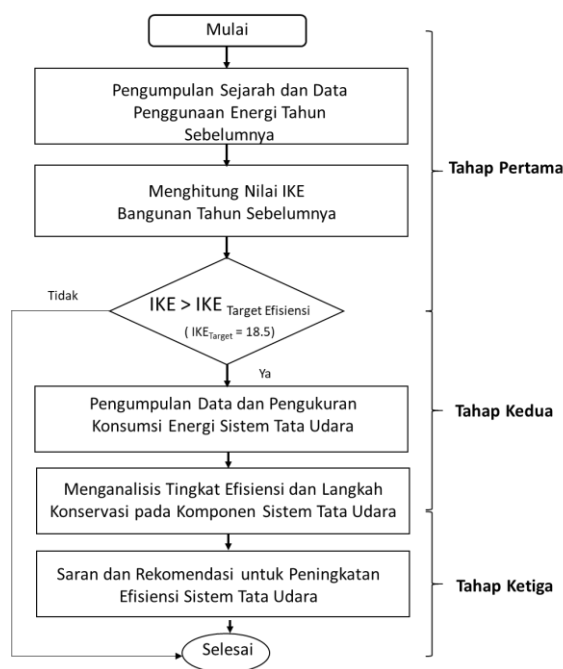 Mulai
Pengumpulan Sejarah dan Data
Penggunaan Energi Tahun
Sebelumnya
Tahap Pertama
Menghitung Nilai IKE
Bangunan Tahun Sebelumnya
Tidak
IKE > IKE Target Efisiensi
( IKETarget = 18.5)
Ya
Pengumpulan Data dan Pengukuran
Konsumsi Energi Sistem Tata Udara
Tahap Kedua
Menganalisis Tingkat Efisiensi dan Langkah
Konservasi pada Komponen Sistem Tata Udara
Saran dan Rekomendasi untuk Peningkatan
Efisiensi Sistem Tata Udara
Tahap Ketiga
Selesai